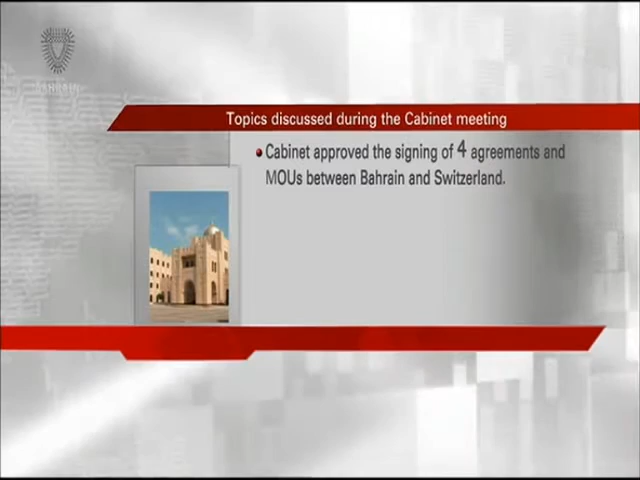 BAHRAIN
Topics discussed during the Cabinet meeting
Cabinet approved the signing of 4 agreements and
MOUs between Bahrain and Switzerland.